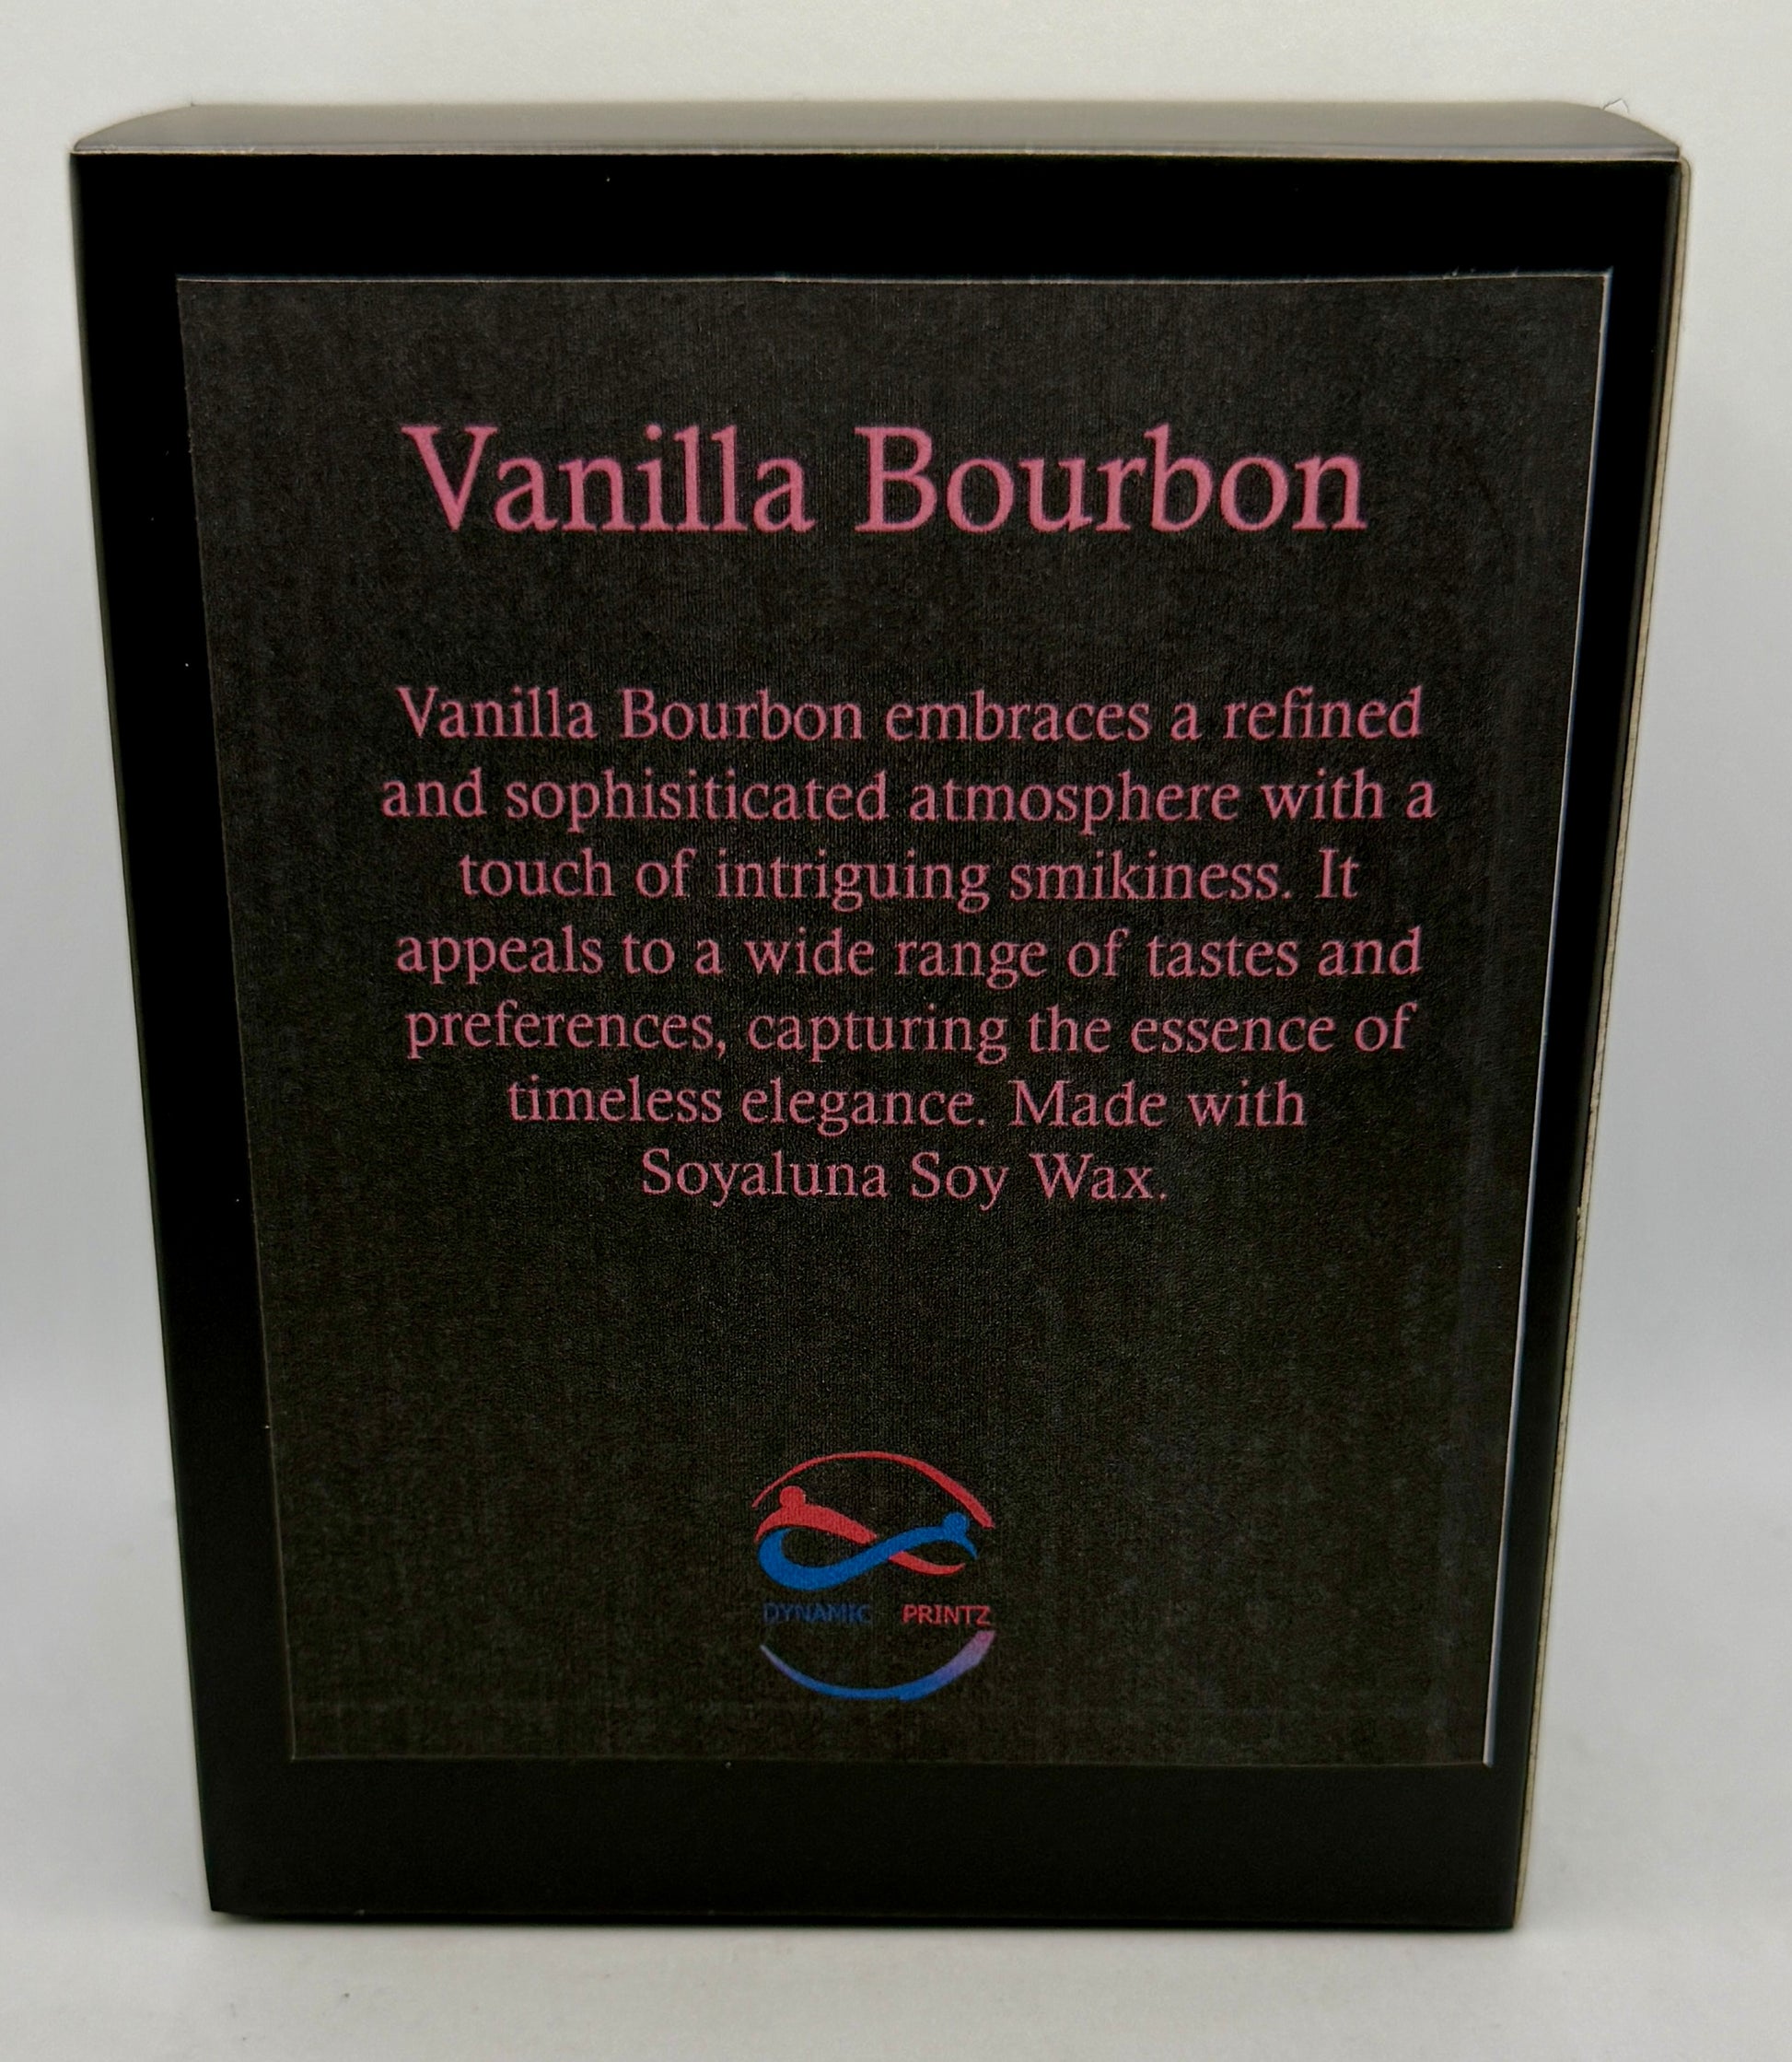 Vanilla Bourbon
Vanilla Bourbon embraces a refined
and sophisiticated atmosphere with a
touch of intriguing smikiness. It
appeals to a wide range of tastes and
preferences, capturing the essence of
timeless elegance. Made with
Soyaluna Soy Wax.
DYNAMIC PRINTZ